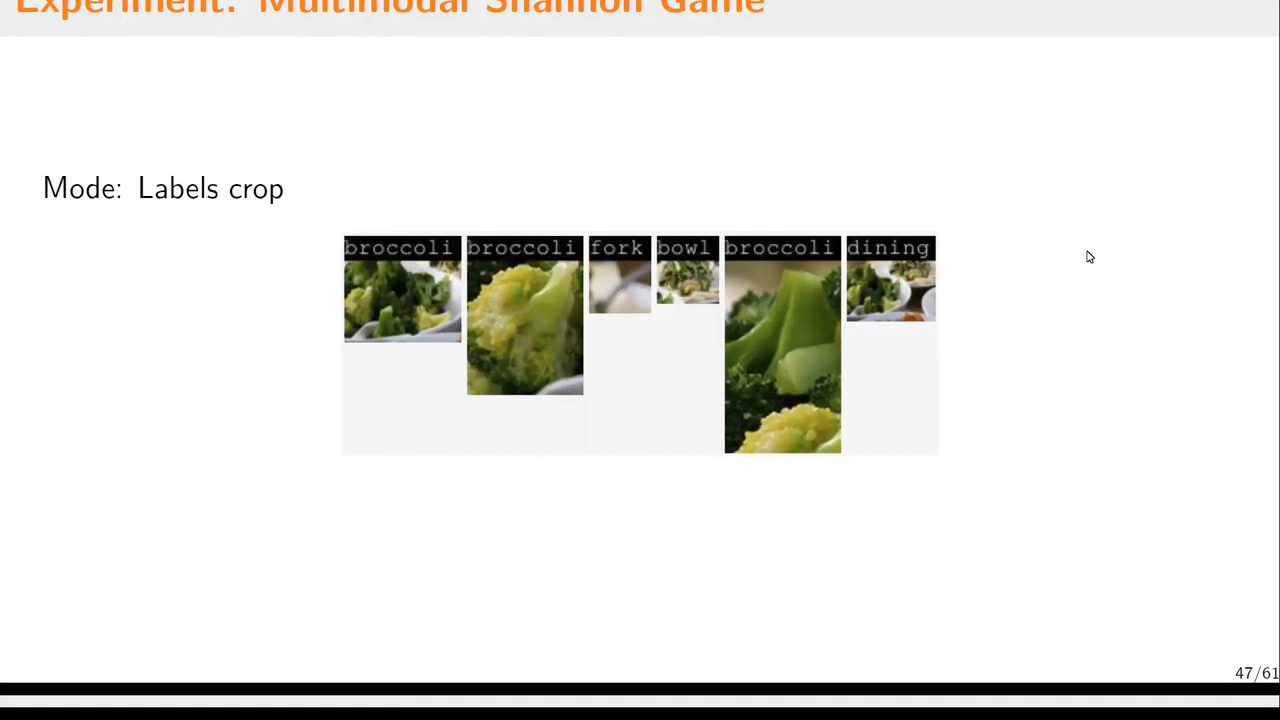 Experiment: Multimodal Shannon Game
Mode: Labels crop
broccoli broccoli fork bowl broccoli dining
47/61